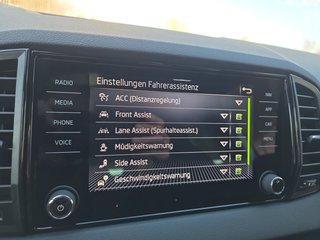 RADIO
MEDIA
PHONE
VOICE
Einstellungen Fahrerassistenz
ACC (Distanzregelung)
Front Assist
Lane Assist (Spurhalteassist.)
Müdigkeitswarnung
Side Assist
Geschwindigkeitswarnung
NAV
APP
CAR
MENU